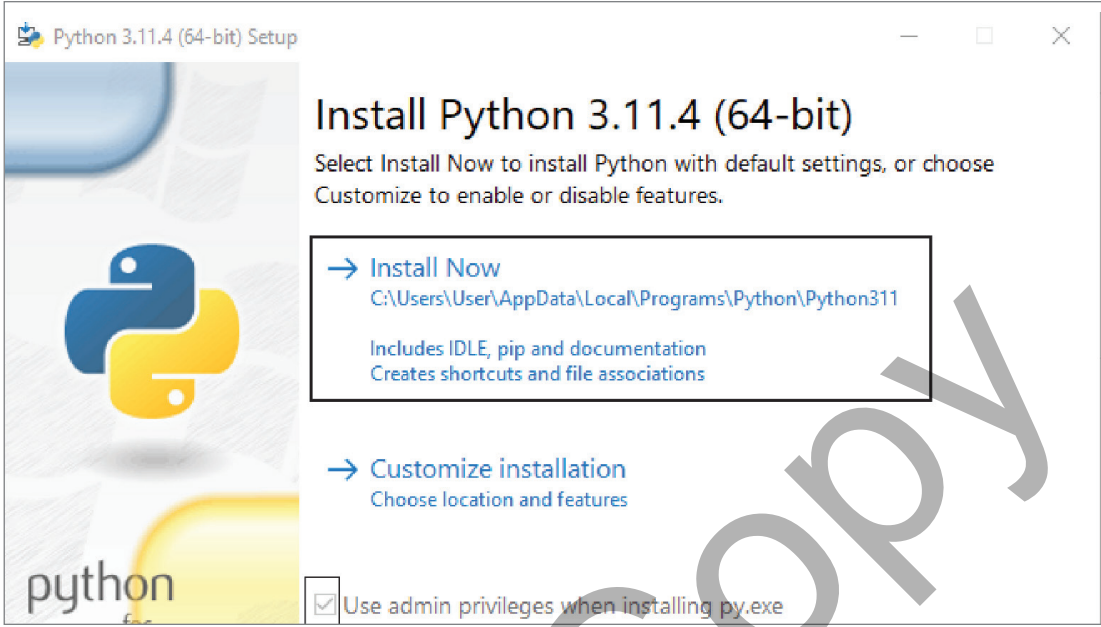 Python 3.11.4 (64-bit) Setup
Install Python 3.11.4 (64-bit)
Select Install Now to install Python with default settings, or choose
Customize to enable or disable features.
Install Now
C:\Users\User\AppData\Local\Programs\Python\Python311
Includes IDLE, pip and documentation
Creates shortcuts and file associations
Customize installation
Choose location and features
python
for
Use admin privileges when installing py.exe
Copy